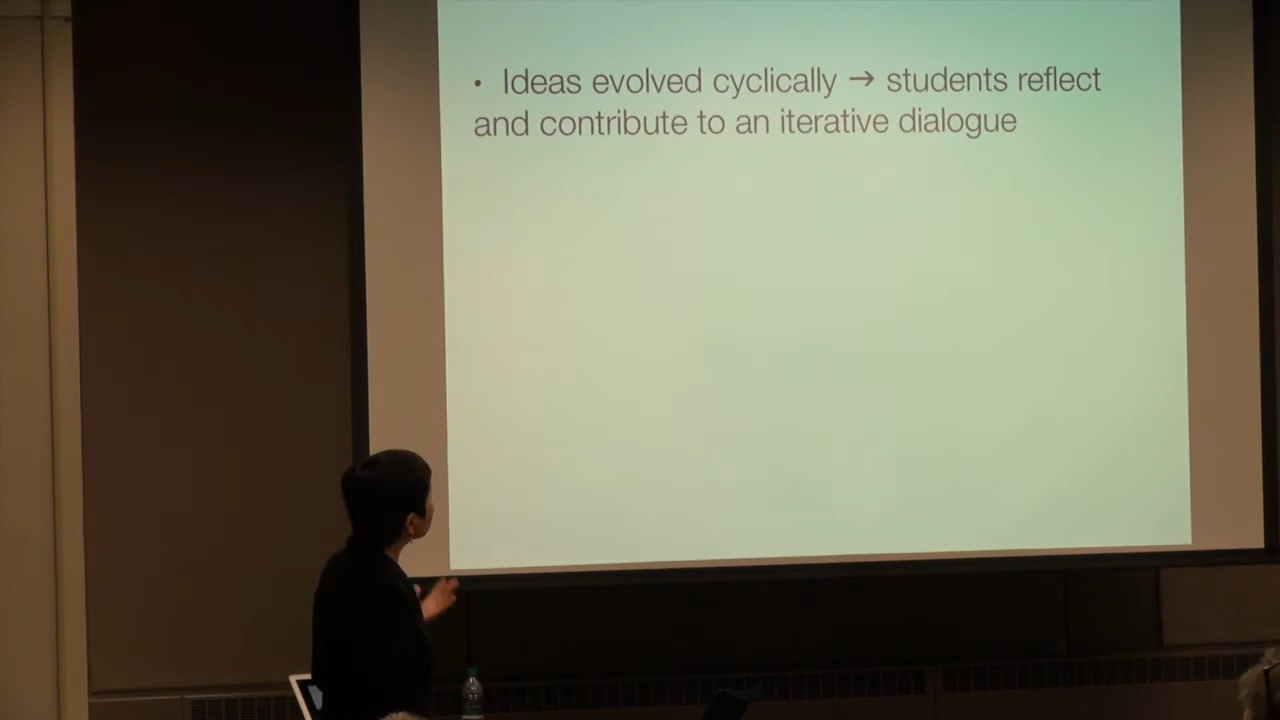 • Ideas evolved cyclically → students reflect
and contribute to an iterative dialogue